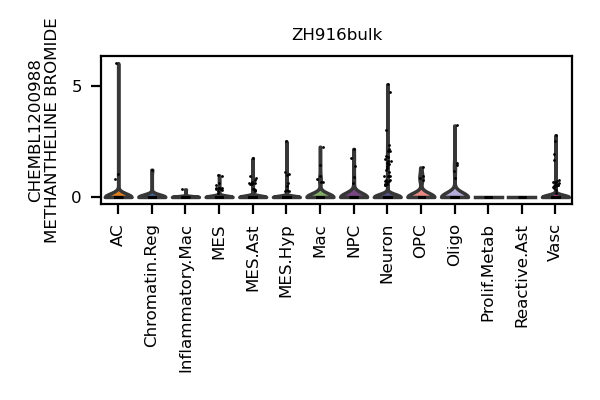 ZH916bulk
CHEMBL1200988
METHANTHELINE BROMIDE
5
0
AC
Chromatin.Reg
Inflammatory.Mac
MES
MES.Ast
MES.Hyp
Mac
NPC
Neuron
OPC
Oligo
Prolif.Metab
Reactive.Ast
Vasc